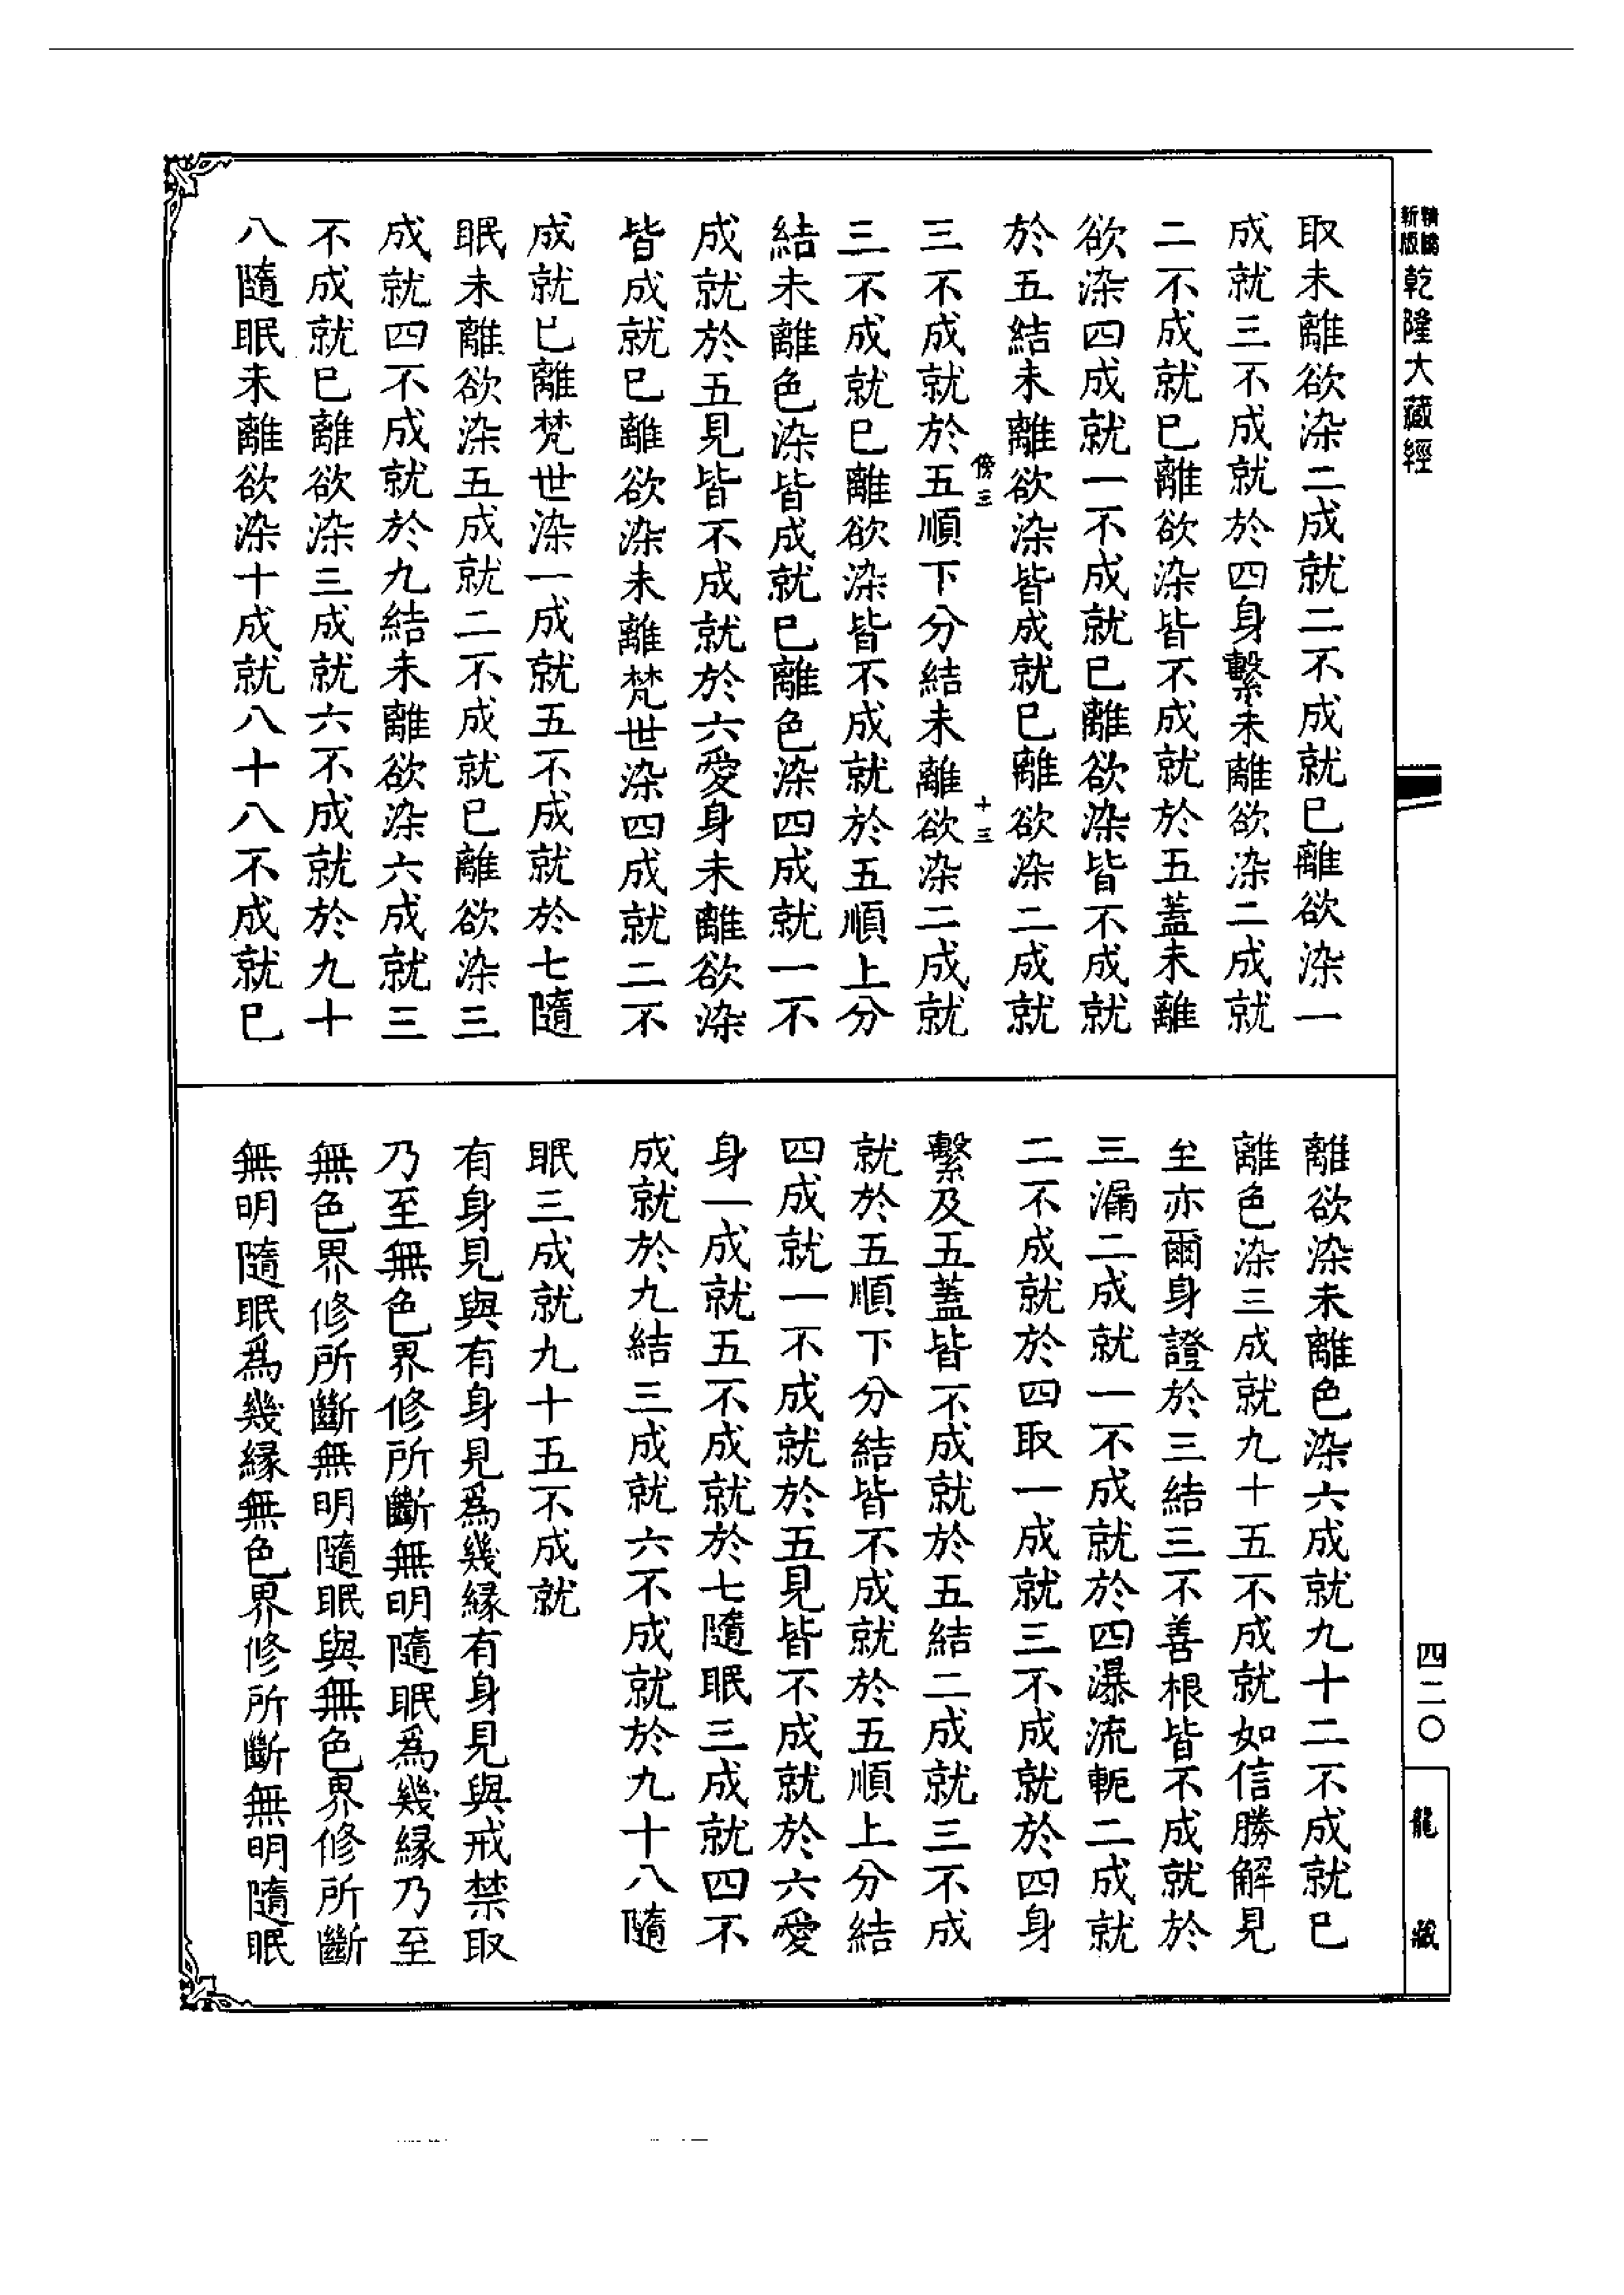 精縮新版乾隆大藏經
取未離欲染二成就二不成就已離欲染一
成就三不成就於四身繫未離欲染二成就
二不成就已離欲染皆不成就於五蓋未離
欲染四成就一不成就已離欲染皆不成就
於五結未離欲染皆成就已離欲染二成就
傍三 十三
三不成就於五順下分結未離欲染二成就
三不成就已離欲染皆不成就於五順上分
結未離色染皆成就已離色染四成就一不
成就於五見皆不成就於六愛身未離欲染
皆成就已離欲染未離梵世染四成就二不
成就已離梵世染一成就五不成就於七隨
眠未離欲染五成就二不成就已離欲染三
成就四不成就於九結未離欲染六成就三
不成就已離欲染三成就六不成就於九十
八隨眠未離欲染十成就八十八不成就已
離欲染未離色染六成就九十二不成就已
離色染三成就九十五不成就如信勝解見
至亦爾身證於三結三不善根皆不成就於
三漏二成就一不成就於四瀑流軛二成就
二不成就於四取一成就三不成就於四身
繫及五蓋皆不成就於五結二成就三不成
就於五順下分結皆不成就於五順上分結
四成就一不成就於五見皆不成就於六愛
身一成就五不成就於七隨眠三成就四不
成就於九結三成就六不成就於九十八隨
眠三成就九十五不成就
有身見與有身見為幾緣有身見與戒禁取
乃至無色界修所斷無明隨眠為幾緣乃至
無色界修所斷無明隨眠與無色界修所斷
無明隨眠為幾緣無色界修所斷無明隨眠
四二〇
龍藏